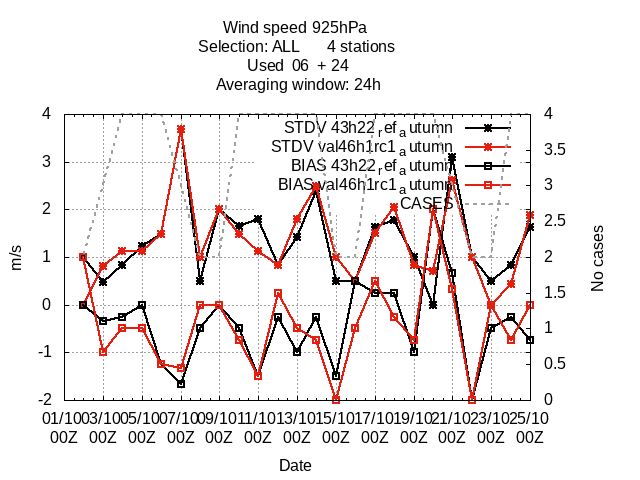 Wind speed 925hPa
Selection: ALL 4 stations
Used 06 + 24
Averaging window: 24h
STDV 43h22_ref_autumn
STDV val46h1rc1_autumn
BIAS 43h22_ref_autumn
BIAS val46h1rc1_autumn
CASES
4
3
2
1
0
-1
-2
m/s
4
3.5
3
2.5
2
1.5
1
0.5
0
No cases
01/10 03/10 05/10 07/10 09/10 11/10 13/10 15/10 17/10 19/10 21/10 23/10 25/10
00Z 00Z 00Z 00Z 00Z 00Z 00Z 00Z 00Z 00Z 00Z 00Z 00Z
Date